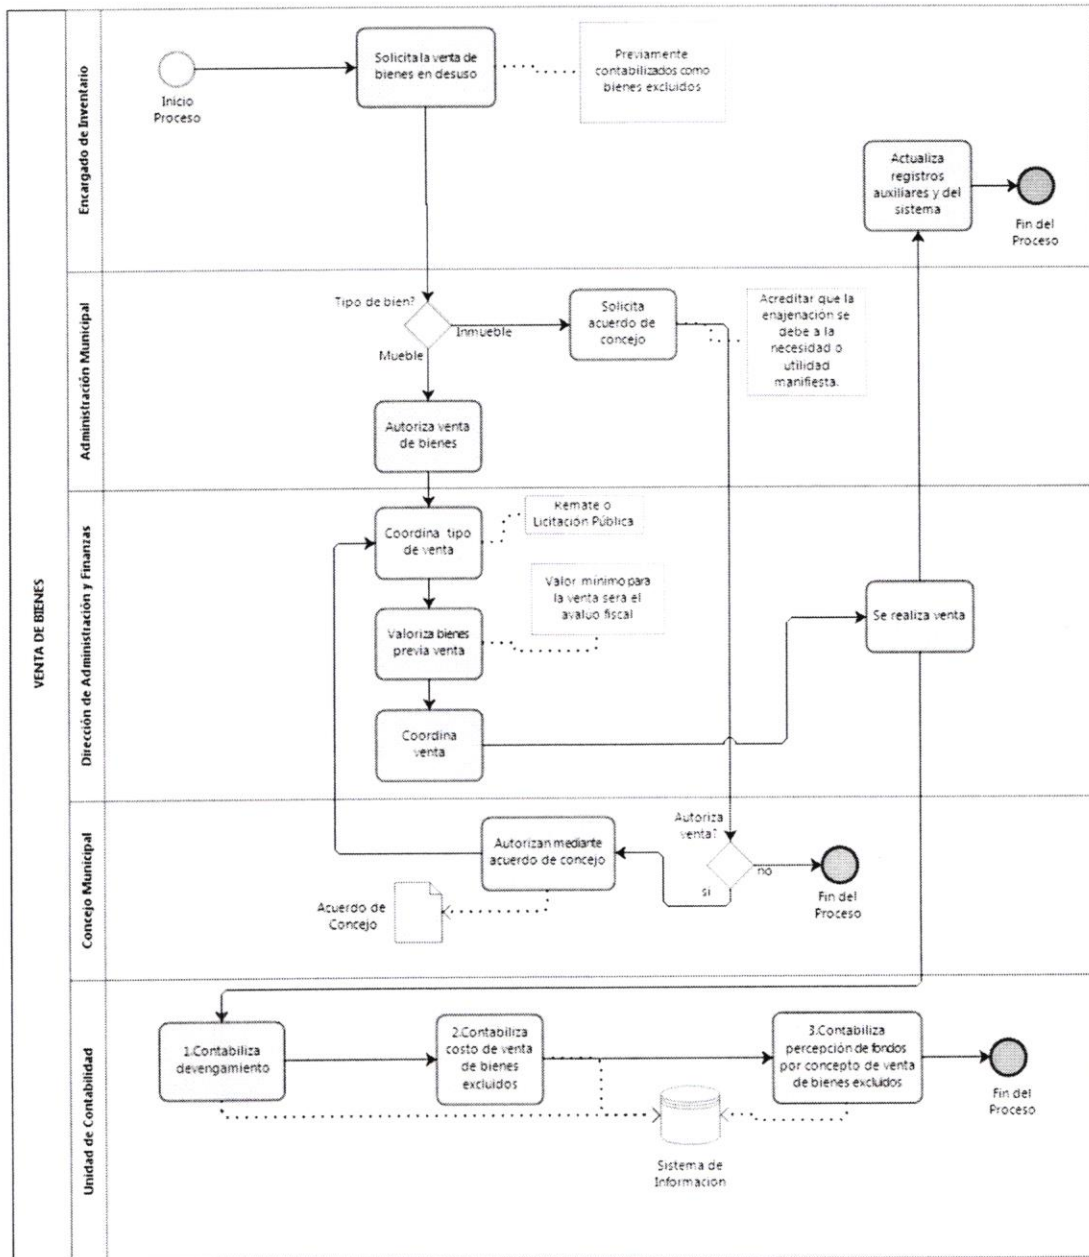 VENTA DE BIENES
Encargado de Inventario
Inicio
Proceso
Solicita la venta de
bienes en desuso
Previamente
contabilizados como
bienes excluidos
Actualiza
registros
auxiliares y del
sistema
Fin del
Proceso
Administración Municipal
Tipo de bien?
Inmueble
Mueble
Solicita
acuerdo de
concejo
Acreditar que la
enajenación se
debe a la
necesidad o
utilidad
manifiesta.
Autoriza venta
de bienes
Dirección de Administración y Finanzas
Coordina tipo
de venta
Remate o
Licitación Pública
Valor mínimo para
la venta será el
avaluo fiscal
Valoriza bienes
previa venta
Se realiza venta
Coordina
venta
Concejo Municipal
Autorizan mediante
acuerdo de concejo
Autoriza
venta?
si
no
Fin del
Proceso
Acuerdo de
Concejo
Unidad de Contabilidad
1.Contabiliza
devengamiento
2.Contabiliza
costo de venta
de bienes
excluidos
3.Contabiliza
percepción de fondos
por concepto de venta
de bienes excluidos
Fin del
Proceso
Sistema de
Información